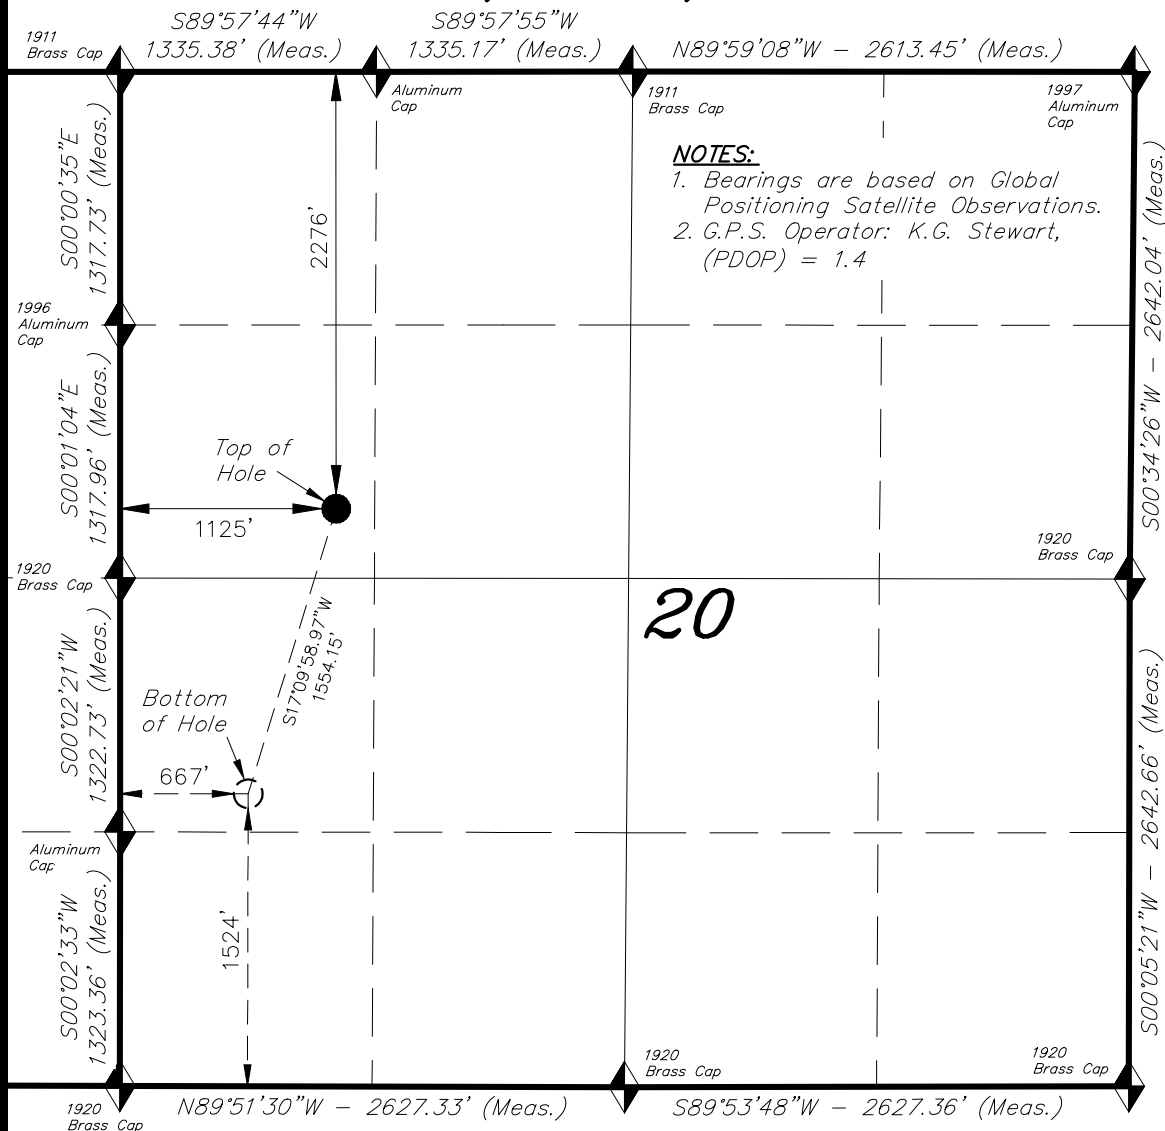 S89°57'44"W
1335.38' (Meas.)
S89°57'55"W
1335.17' (Meas.)
N89°59'08"W – 2613.45' (Meas.)
1911
Brass Cap
Aluminum
Cap
1911
Brass Cap
1997
Aluminum
Cap
NOTES:
1. Bearings are based on Global
Positioning Satellite Observations.
2. G.P.S. Operator: K.G. Stewart,
(PDOP) = 1.4
S00°00'35"E
1317.73' (Meas.)
2276'
S00°34'26"W – 2642.04' (Meas.)
1996
Aluminum
Cap
S00°01'04"E
1317.96' (Meas.)
Top of
Hole
1125'
1920
Brass Cap
1920
Brass Cap
20
S17°09'58.97"W
1554.15'
S00°02'21"W
1322.73' (Meas.)
Bottom
of Hole
667'
S00°05'21"W – 2642.66' (Meas.)
Aluminum
Cap
S00°02'33"W
1323.36' (Meas.)
1524'
1920
Brass Cap
1920
Brass Cap
1920
Brass Cap
N89°51'30"W – 2627.33' (Meas.)
S89°53'48"W – 2627.36' (Meas.)